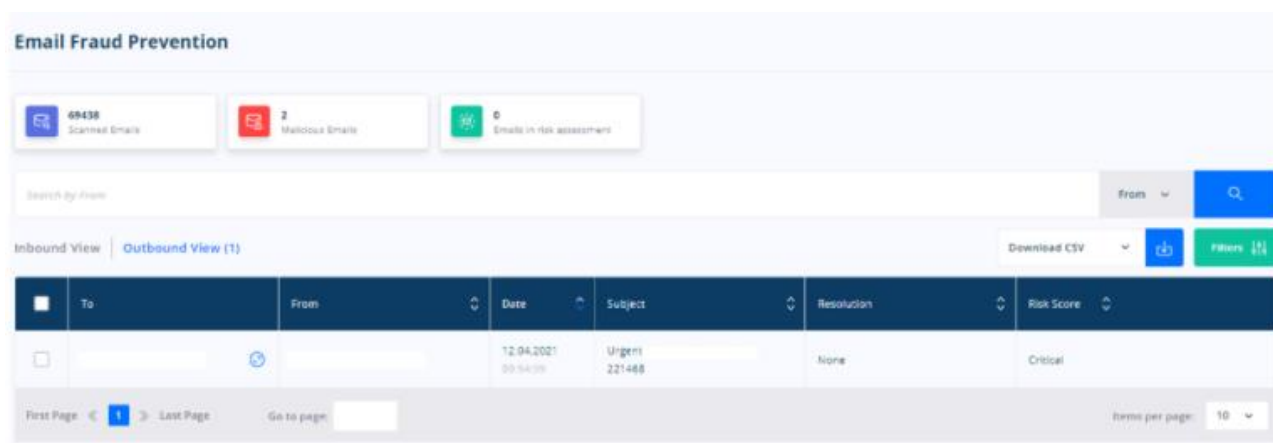 Email Fraud Prevention
69438
Scanned Emails
2
Malicious Emails
0
Emails in risk assessment
Search by From
From
Inbound View
Outbound View (1)
Download CSV
Filters
To From Date Subject Resolution Risk Score
12.04.2021 Urgent None Critical
221468
First Page 1 Last Page Go to page: Items per page: 10